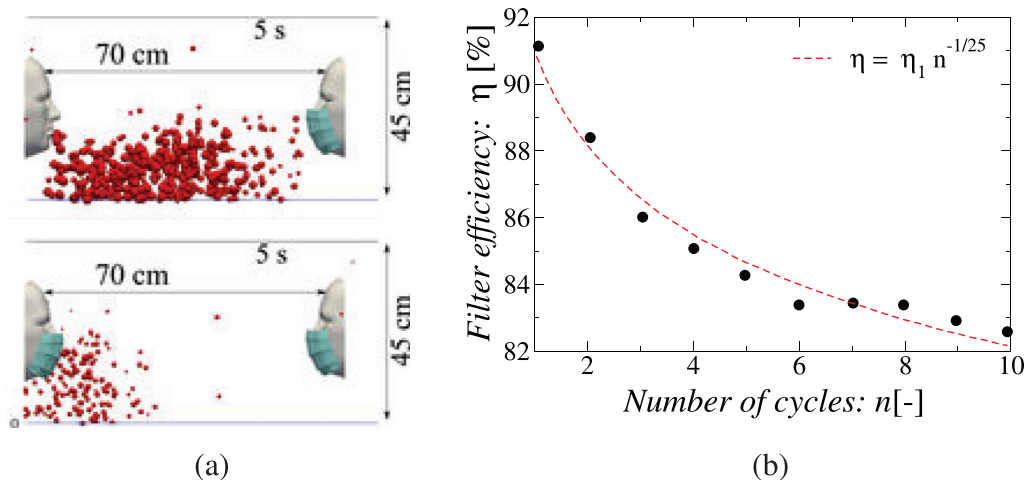 5 s
70 cm
45 cm
5 s
70 cm
45 cm
(a)
92
90
88
86
84
82
Filter efficiency: η [%]
η = η₁ n^{-1/25}
2 4 6 8 10
Number of cycles: n[-]
(b)